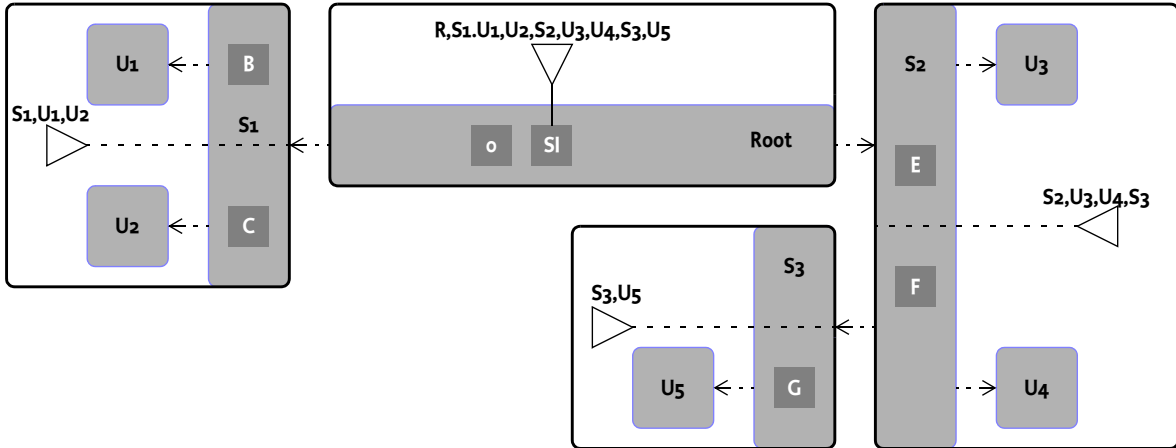 R,S1.U1,U2,S2,U3,U4,S3,U5
U1
B
S2
U3
S1,U1,U2
S1
o
SI
Root
E
U2
C
S2,U3,U4,S3
S3
F
S3,U5
U5
G
U4